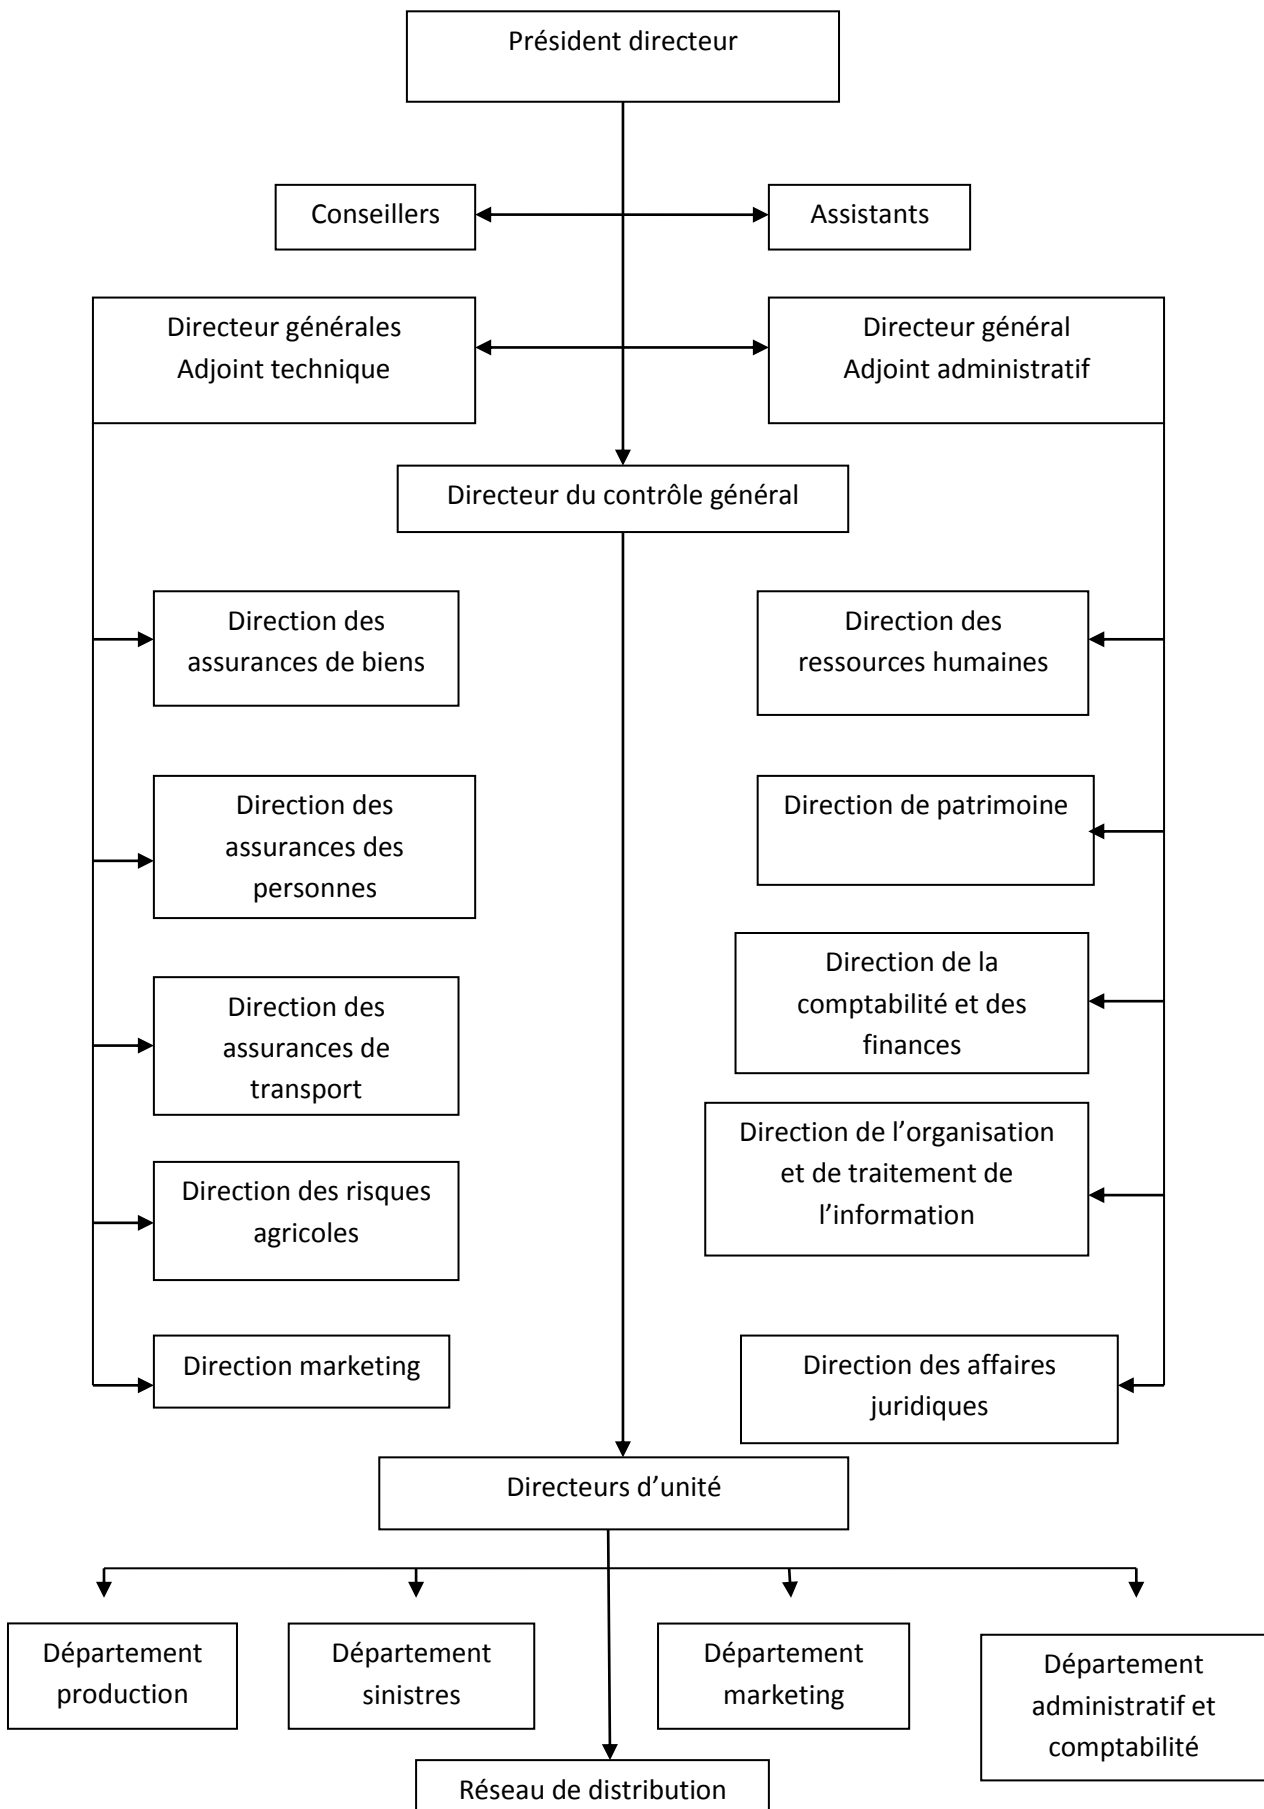 Président directeur
Conseillers
Assistants
Directeur générales
Adjoint technique
Directeur général
Adjoint administratif
Directeur du contrôle général
Direction des
assurances de biens
Direction des
ressources humaines
Direction des
assurances des
personnes
Direction de patrimoine
Direction de la
comptabilité et des
finances
Direction des
assurances de
transport
Direction de l’organisation
et de traitement de
l’information
Direction des risques
agricoles
Direction marketing
Direction des affaires
juridiques
Directeurs d’unité
Département
production
Département
sinistres
Département
marketing
Département
administratif et
comptabilité
Réseau de distribution